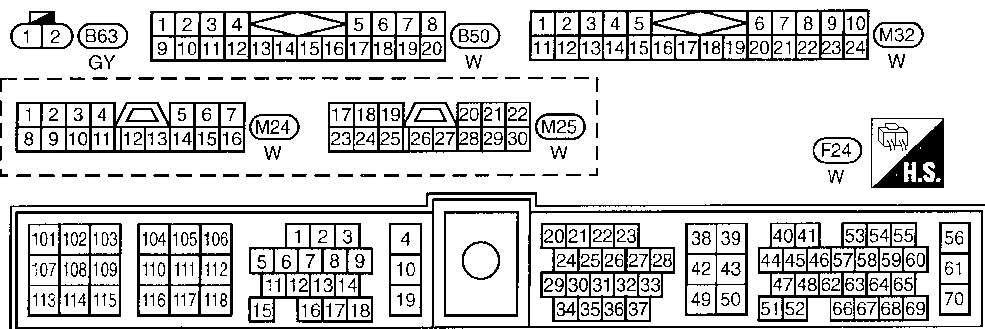 1 2 B63
GY
1 2 3 4 5 6 7 8
9 10 11 12 13 14 15 16 17 18 19 20 B50
W
1 2 3 4 5 6 7 8 9 10
11 12 13 14 15 16 17 18 19 20 21 22 23 24 M32
W
1 2 3 4 5 6 7
8 9 10 11 12 13 14 15 16 M24
W
17 18 19 20 21 22
23 24 25 26 27 28 29 30 M25
W
F24
W
H.S.
101 102 103 104 105 106 1 2 3 4
107 108 109 110 111 112 5 6 7 8 9 10
113 114 115 116 117 118 11 12 13 14 19
15 16 17 18
20 21 22 23 38 39 40 41 53 54 55 56
24 25 26 27 28 42 43 44 45 46 57 58 59 60 61
29 30 31 32 33 49 50 47 48 62 63 64 65 70
34 35 36 37 51 52 66 67 68 69